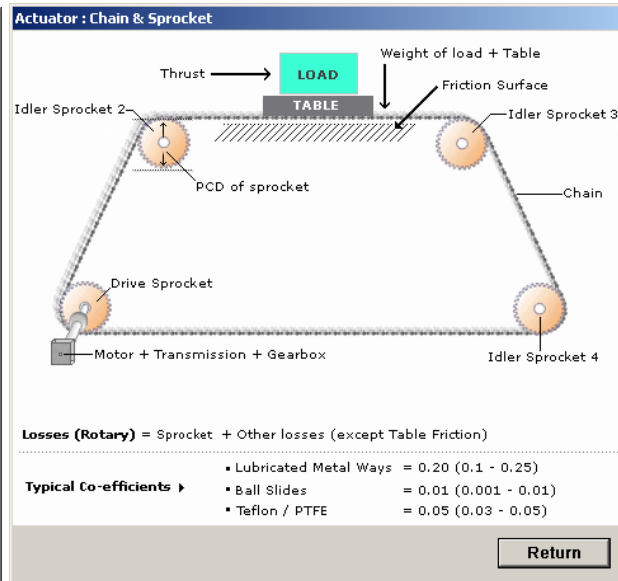 Actuator : Chain & Sprocket
Weight of load + Table
Thrust
LOAD
Friction Surface
TABLE
Idler Sprocket 2
Idler Sprocket 3
PCD of sprocket
Chain
Drive Sprocket
Motor + Transmission + Gearbox
Idler Sprocket 4
Losses (Rotary) = Sprocket + Other losses (except Table Friction)
Typical Co-efficients
▪ Lubricated Metal Ways = 0.20 (0.1 - 0.25)
▪ Ball Slides = 0.01 (0.001 - 0.01)
▪ Teflon / PTFE = 0.05 (0.03 - 0.05)
Return